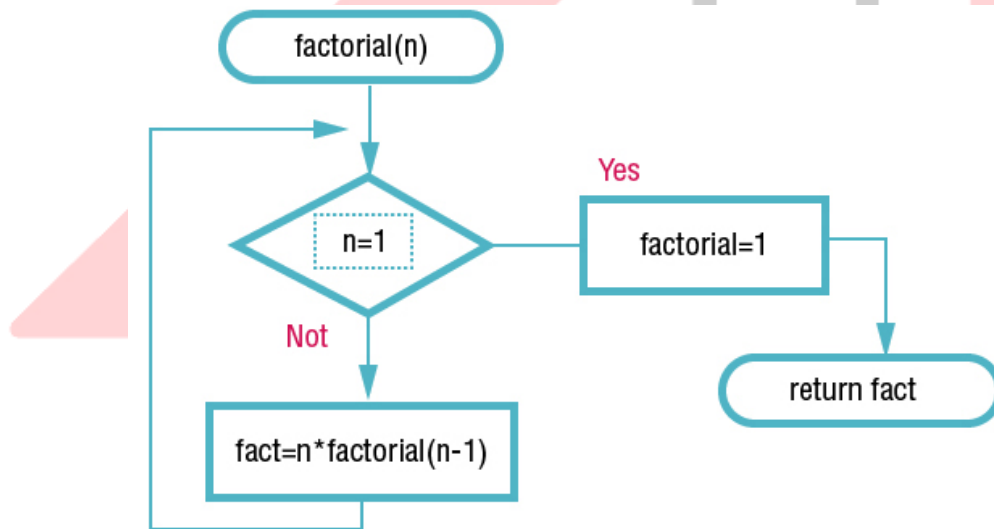 factorial(n)
Yes
n=1
factorial=1
Not
return fact
fact=n*factorial(n-1)